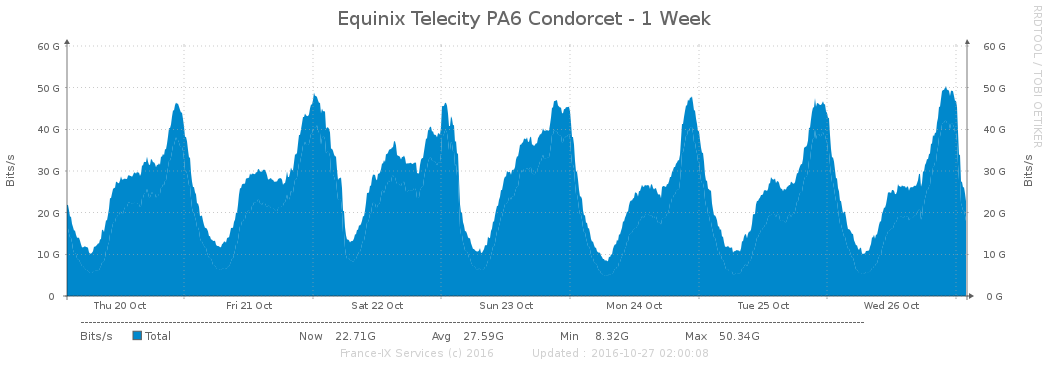 Equinix Telecity PA6 Condorcet - 1 Week
RRDTOOL / TOBI OETIKER
Bits/s
60 G
50 G
40 G
30 G
20 G
10 G
0
60 G
50 G
40 G
30 G
20 G
10 G
0 G
Bits/s
Thu 20 Oct Fri 21 Oct Sat 22 Oct Sun 23 Oct Mon 24 Oct Tue 25 Oct Wed 26 Oct
Bits/s Total Now 22.71G Avg 27.59G Min 8.32G Max 50.34G
France-IX Services (c) 2016 Updated : 2016-10-27 02:00:08